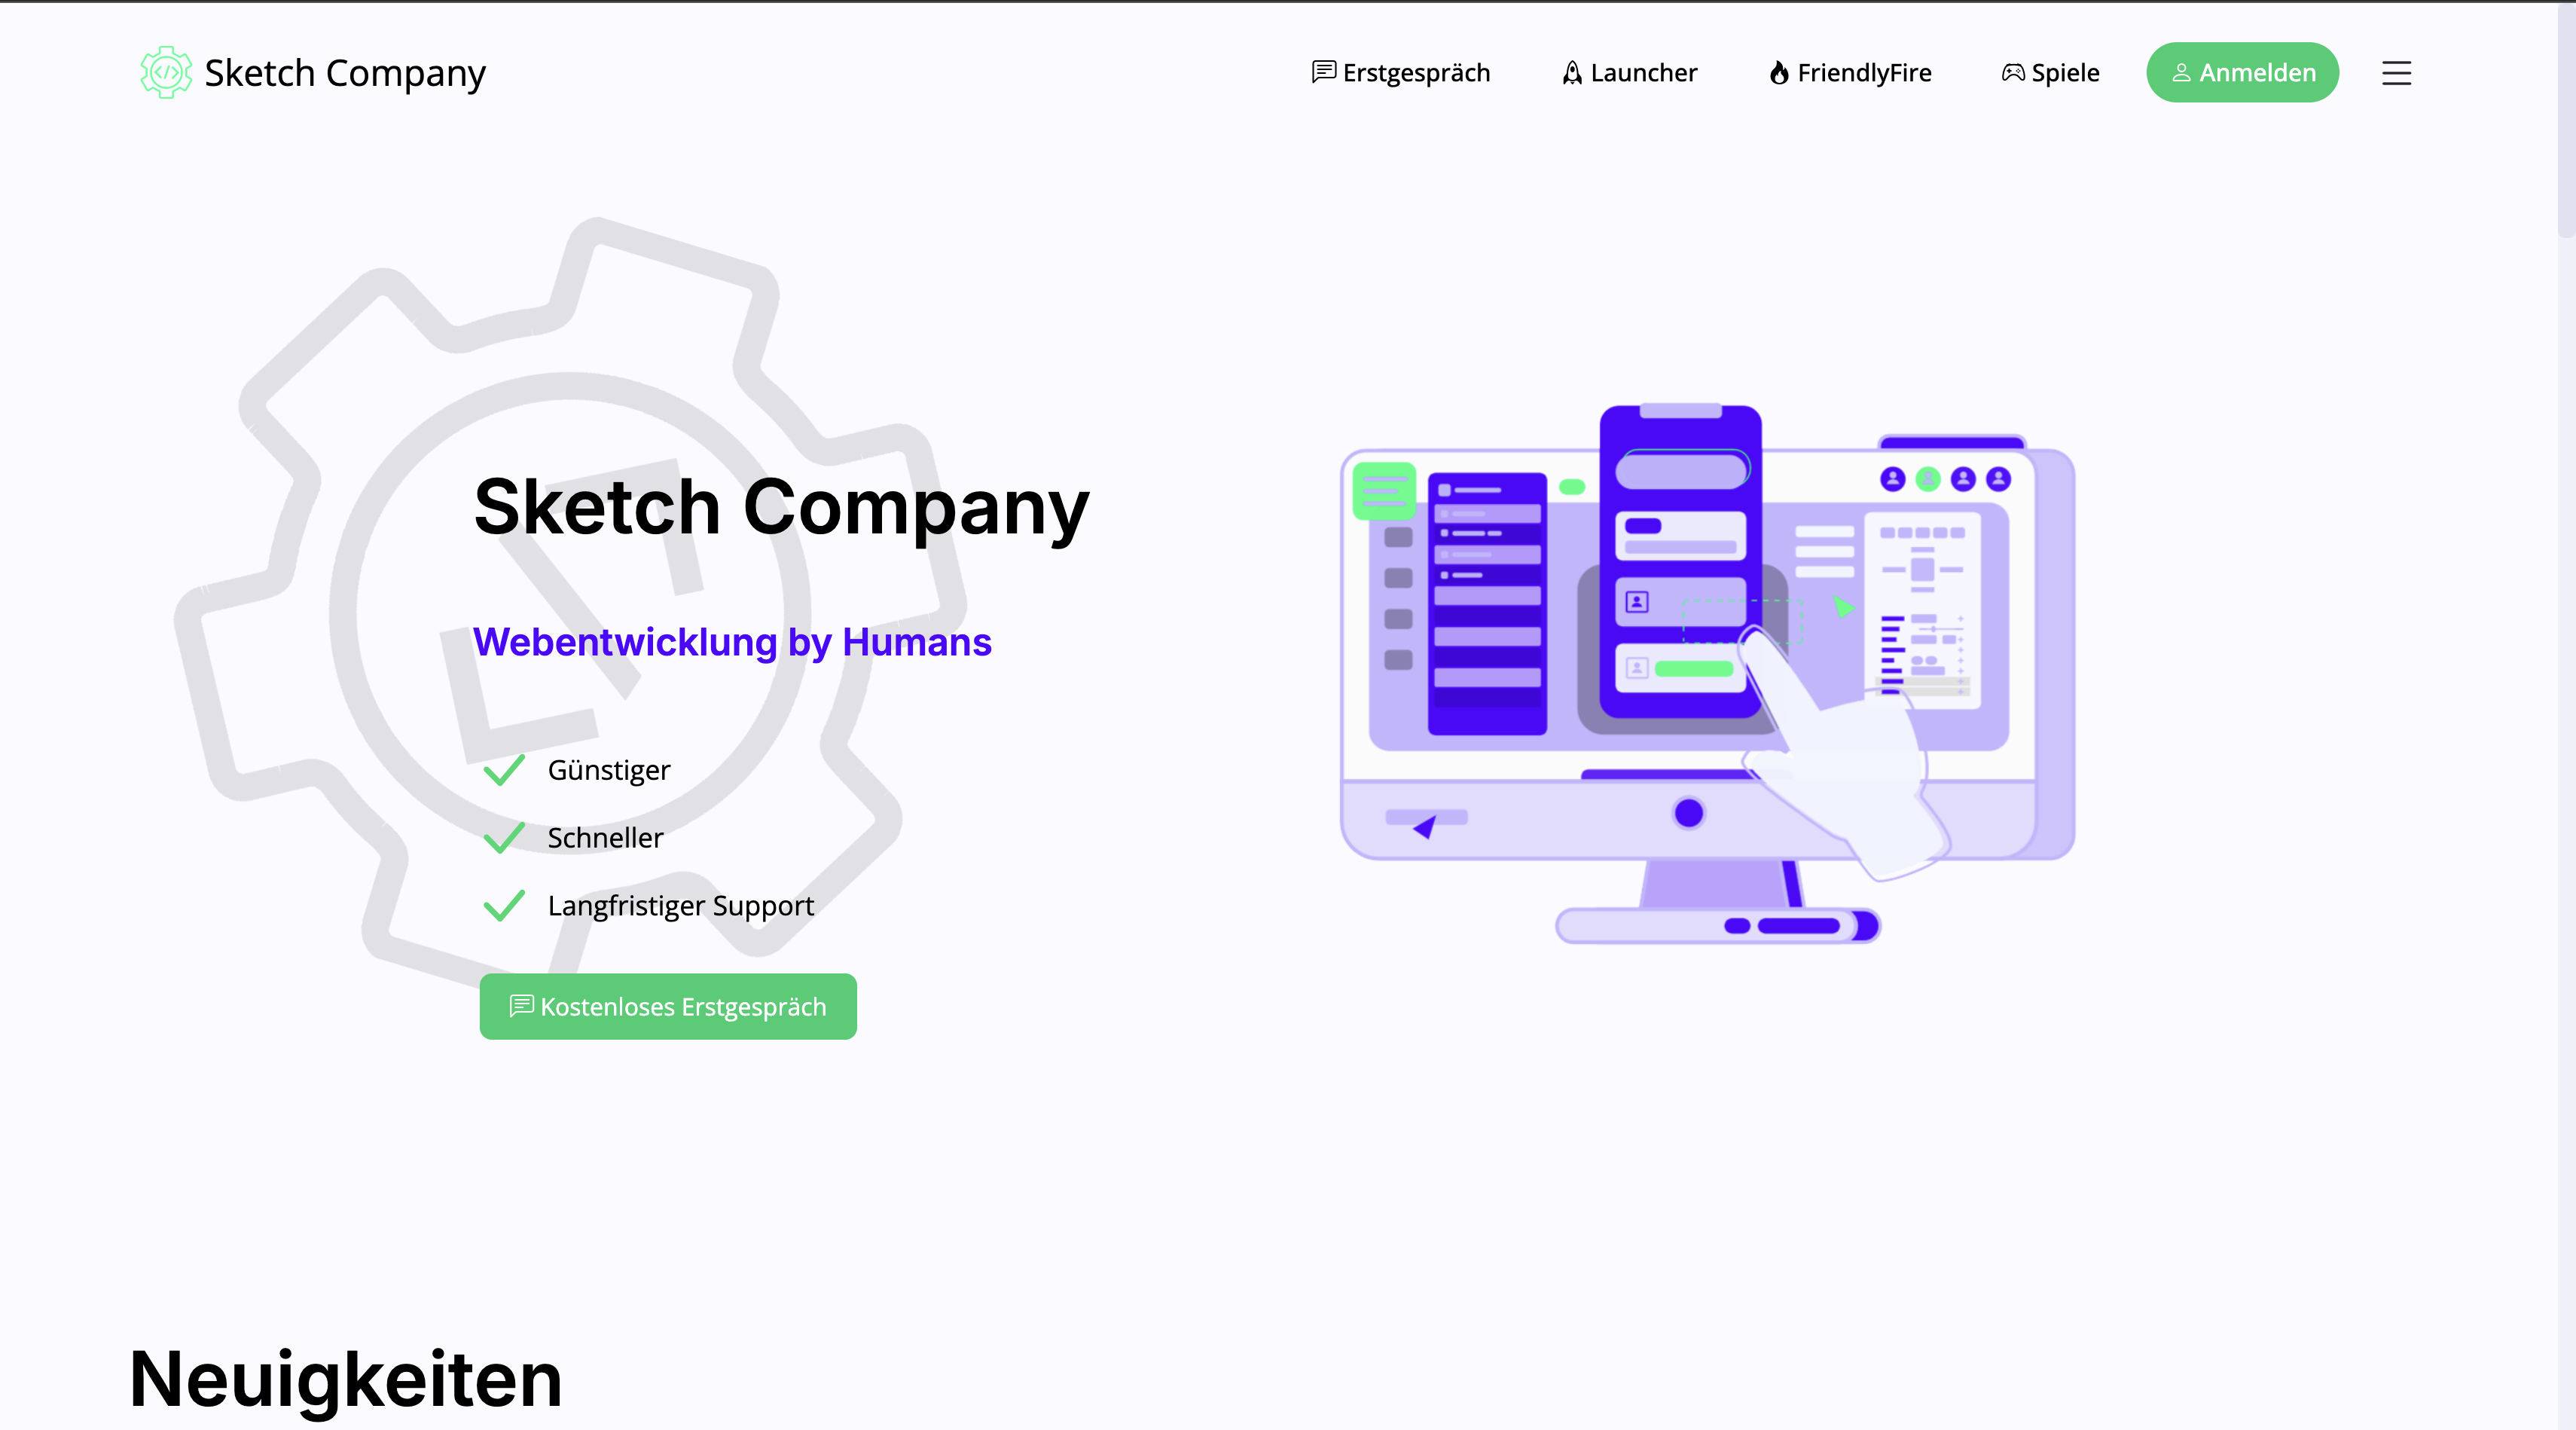 Sketch Company
Erstgespräch
Launcher
FriendlyFire
Spiele
Anmelden
Sketch Company
Webentwicklung by Humans
Günstiger
Schneller
Langfristiger Support
Kostenloses Erstgespräch
Neuigkeiten